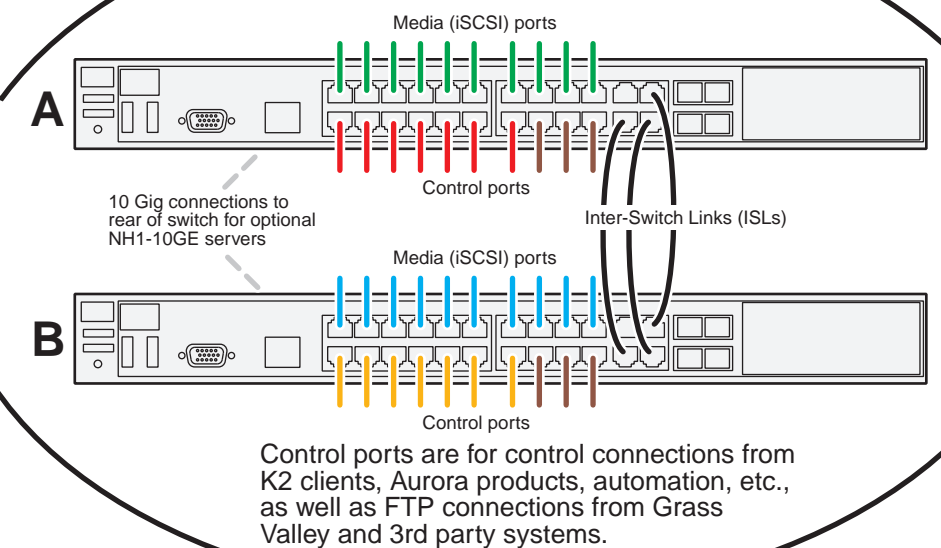 Media (iSCSI) ports
A
Control ports
10 Gig connections to
rear of switch for optional
NH1-10GE servers
Inter-Switch Links (ISLs)
Media (iSCSI) ports
B
Control ports
Control ports are for control connections from
K2 clients, Aurora products, automation, etc.,
as well as FTP connections from Grass
Valley and 3rd party systems.